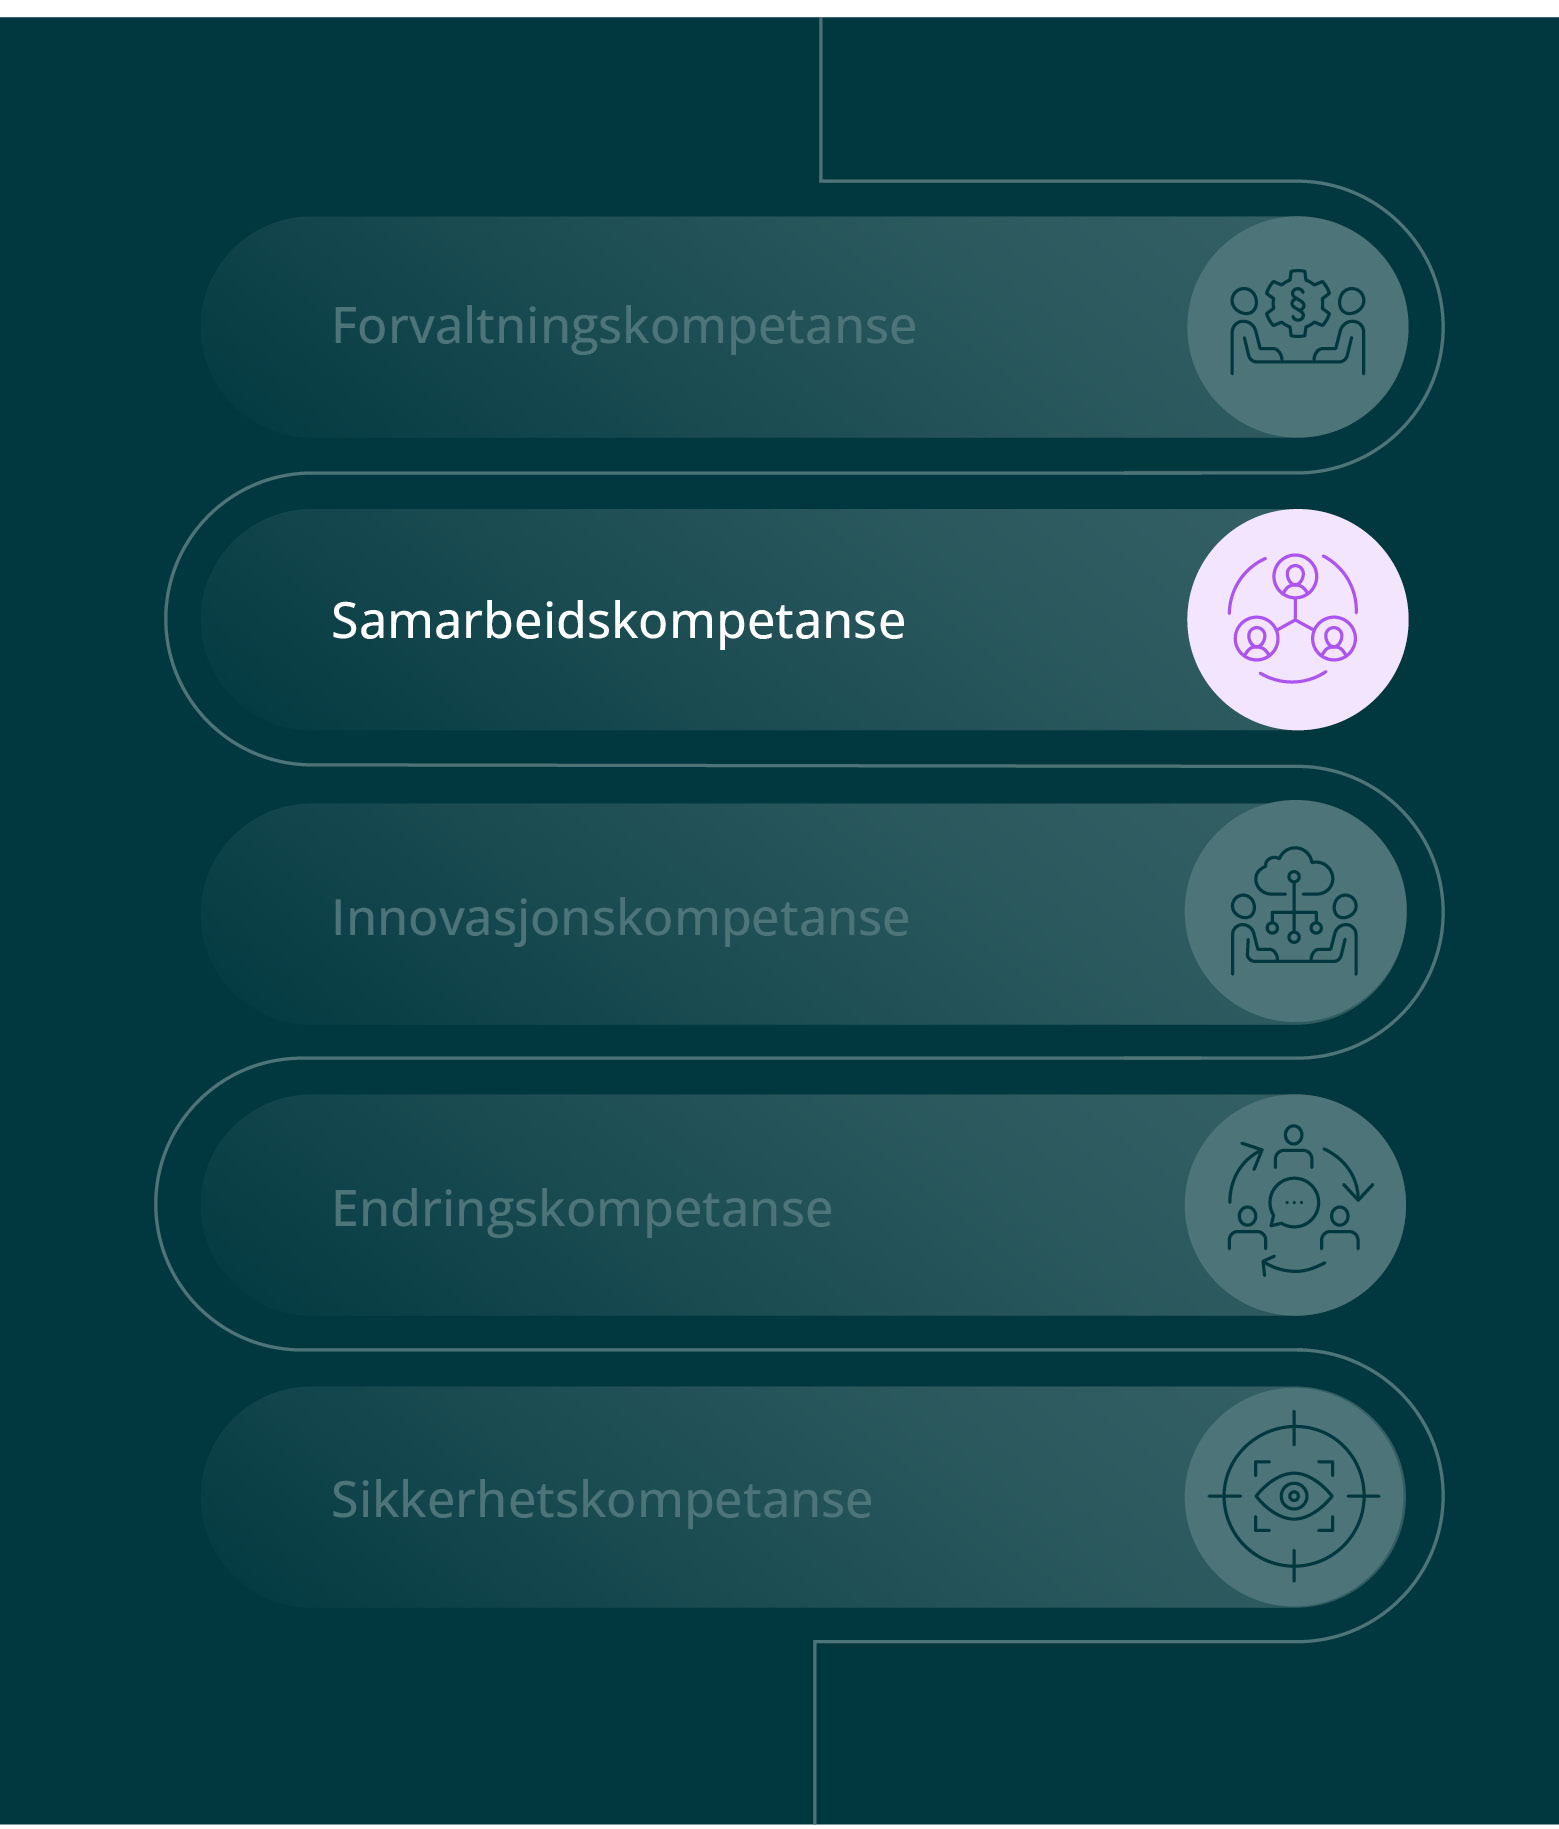 Forvaltningskompetanse
§
Samarbeidskompetanse
Innovasjonskompetanse
Endringskompetanse
Sikkerhetskompetanse